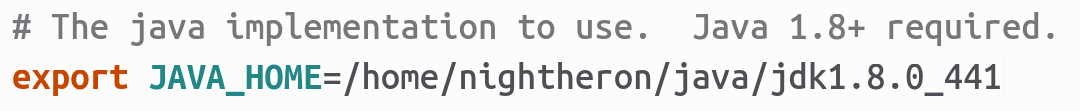 # The java implementation to use.  Java 1.8+ required.
export JAVA_HOME=/home/nightheron/java/jdk1.8.0_441